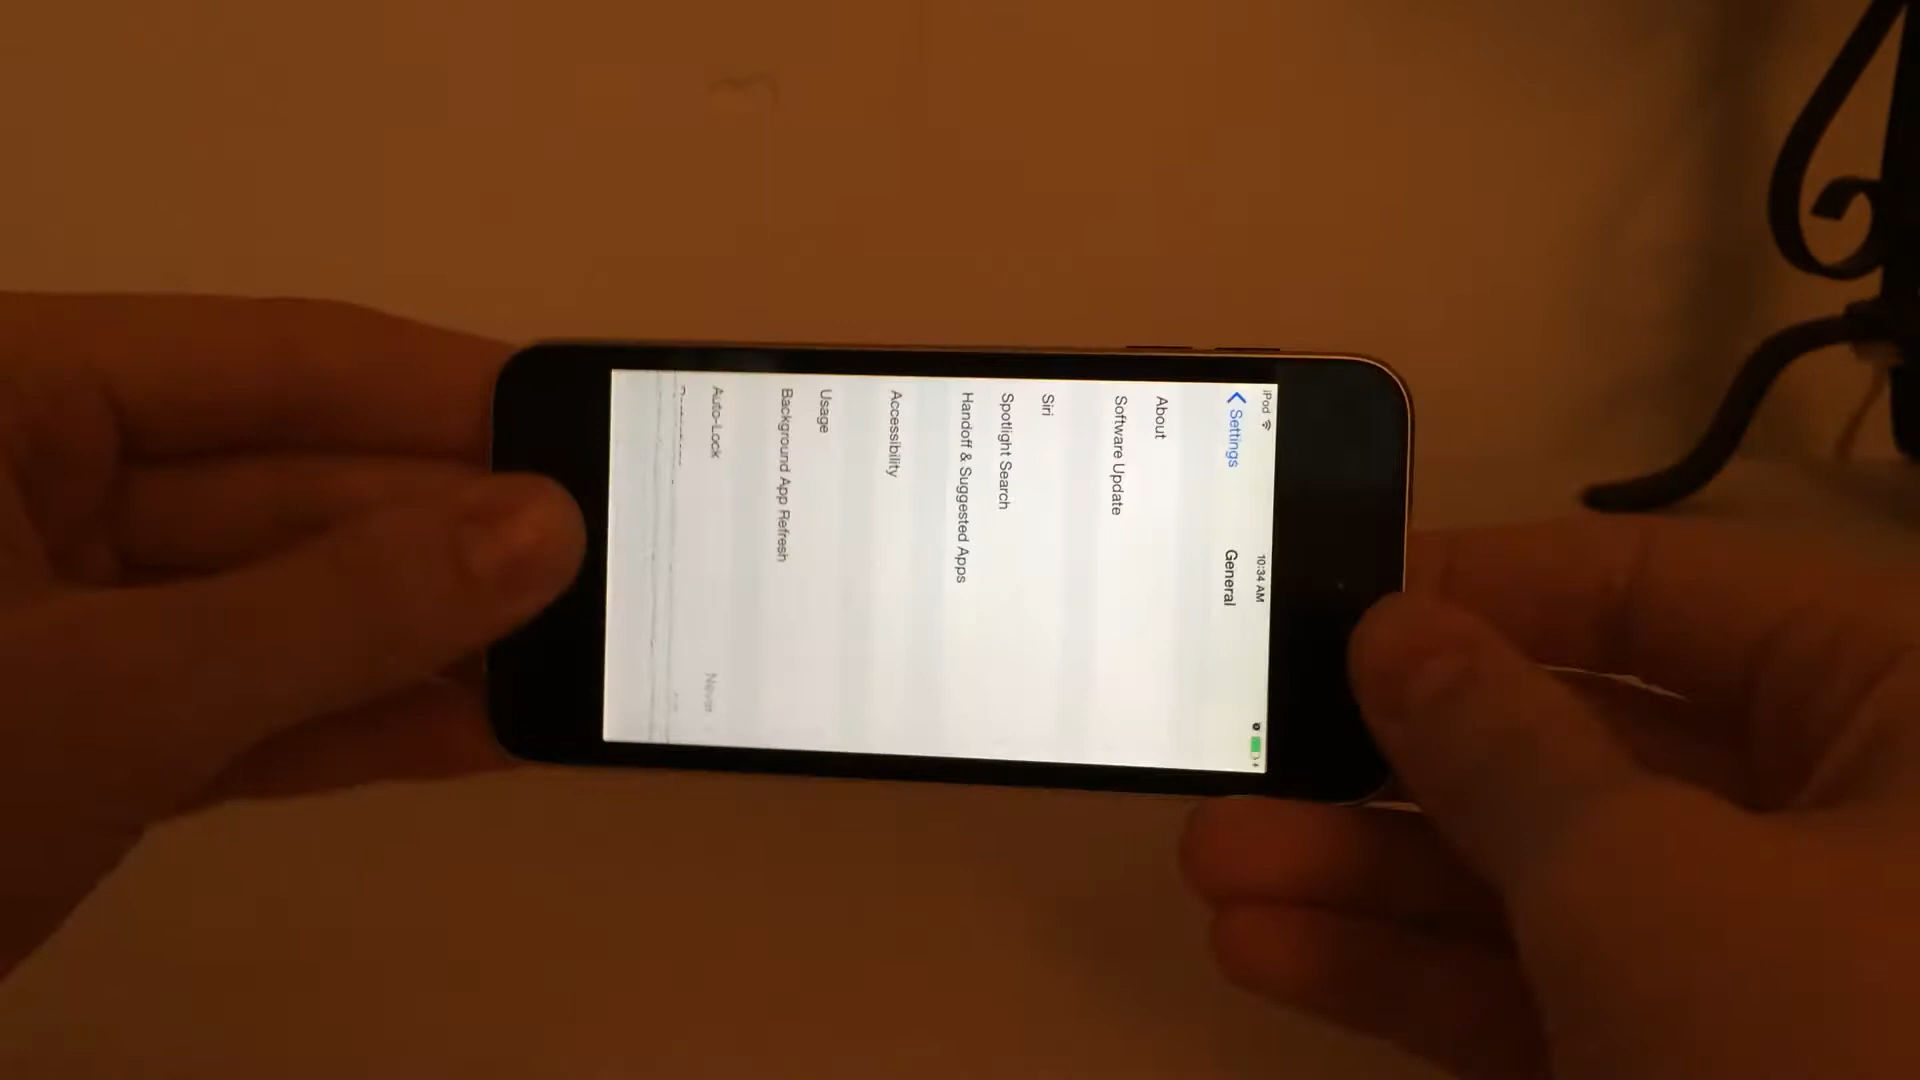 iPod 10:34 AM
Settings General
About
Software Update
Siri
Spotlight Search
Handoff & Suggested Apps
Accessibility
Usage
Background App Refresh
Auto-Lock Never